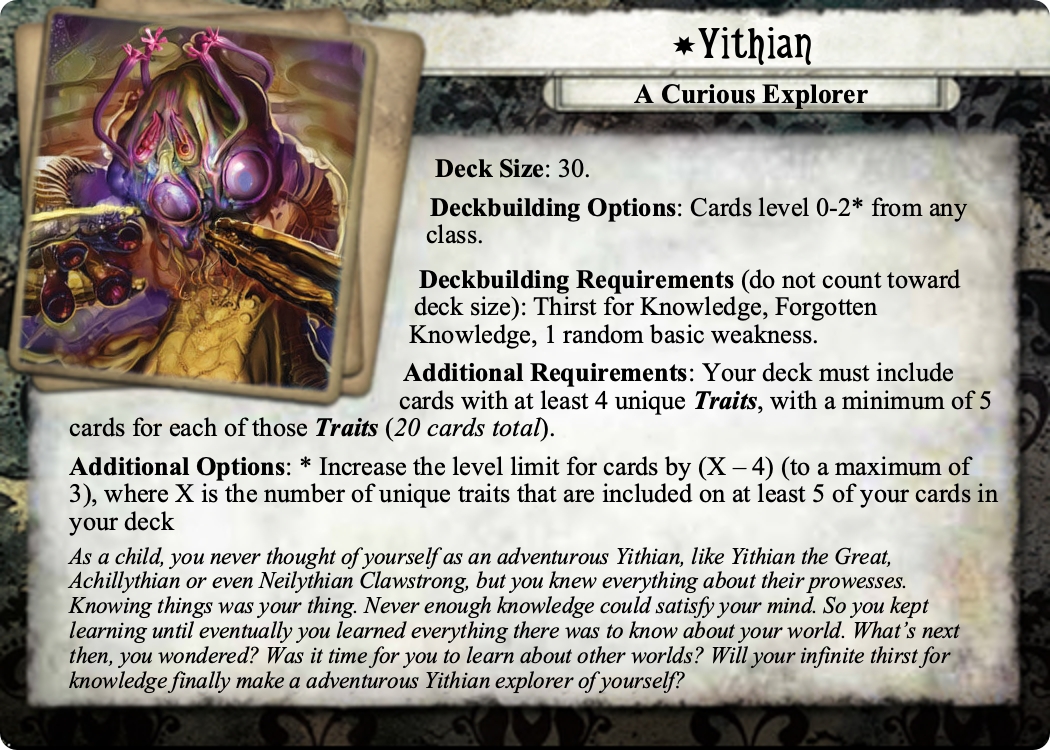 ✷Yithian
A Curious Explorer
Deck Size: 30.
Deckbuilding Options: Cards level 0-2* from any
class.
Deckbuilding Requirements (do not count toward
deck size): Thirst for Knowledge, Forgotten
Knowledge, 1 random basic weakness.
Additional Requirements: Your deck must include
cards with at least 4 unique Traits, with a minimum of 5
cards for each of those Traits (20 cards total).
Additional Options: * Increase the level limit for cards by (X – 4) (to a maximum of
3), where X is the number of unique traits that are included on at least 5 of your cards in
your deck
As a child, you never thought of yourself as an adventurous Yithian, like Yithian the Great,
Achillythian or even Neilythian Clawstrong, but you knew everything about their prowesses.
Knowing things was your thing. Never enough knowledge could satisfy your mind. So you kept
learning until eventually you learned everything there was to know about your world. What’s next
then, you wondered? Was it time for you to learn about other worlds? Will your infinite thirst for
knowledge finally make a adventurous Yithian explorer of yourself?